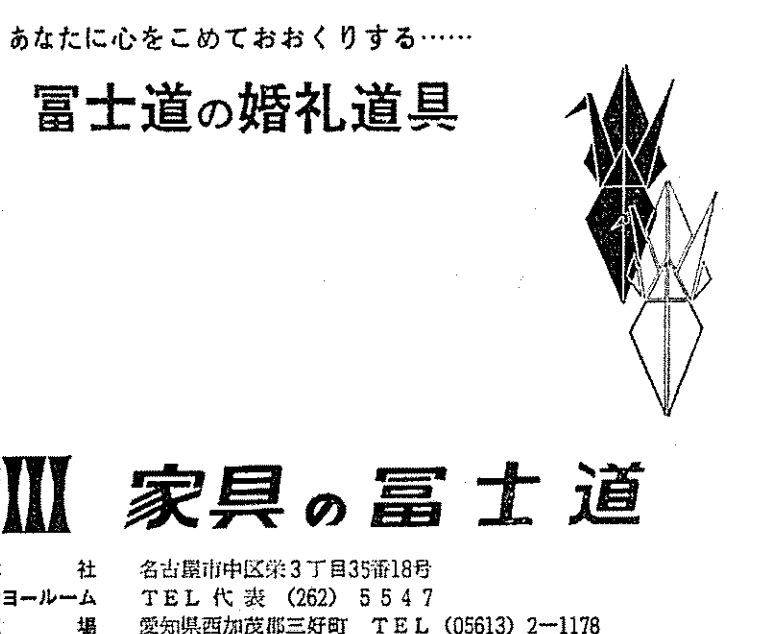 あなたに心をこめておおくりする……
冨士道の婚礼道具
家具の冨士道
社 名古屋市中区栄3丁目35番18号
ョールーム TEL 代表 (262) 5547
場 愛知県西加茂郡三好町 TEL (05613) 2−1178